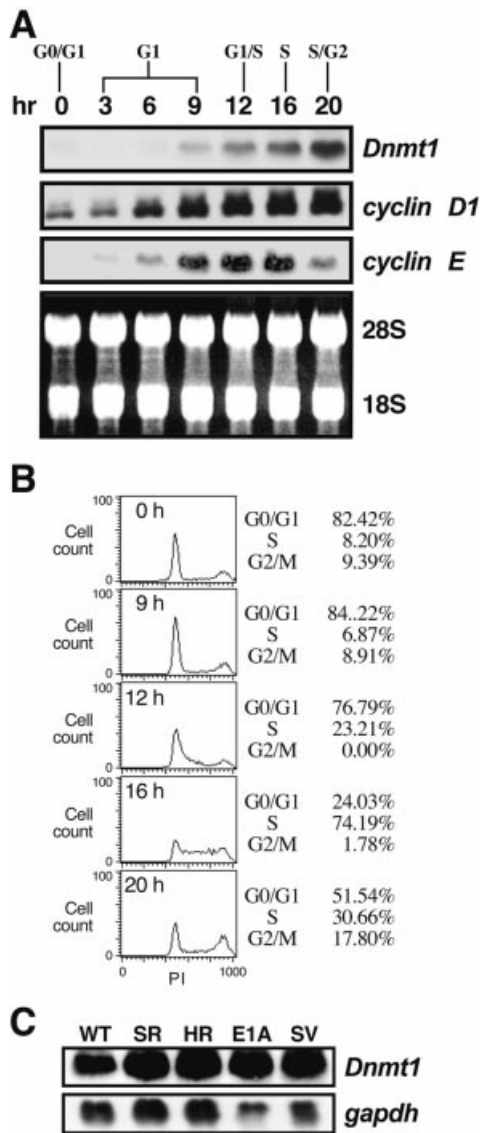 A
G0/G1 G1 G1/S S S/G2
hr 0 3 6 9 12 16 20
Dnmt1
cyclin D1
cyclin E
28S
18S
B
100
Cell count
0
0 h
G0/G1 82.42%
S 8.20%
G2/M 9.39%
100
Cell count
0
9 h
G0/G1 84..22%
S 6.87%
G2/M 8.91%
100
Cell count
0
12 h
G0/G1 76.79%
S 23.21%
G2/M 0.00%
100
Cell count
0
16 h
G0/G1 24.03%
S 74.19%
G2/M 1.78%
100
Cell count
0
20 h
G0/G1 51.54%
S 30.66%
G2/M 17.80%
0 1000
PI
C
WT SR HR E1A SV
Dnmt1
gapdh